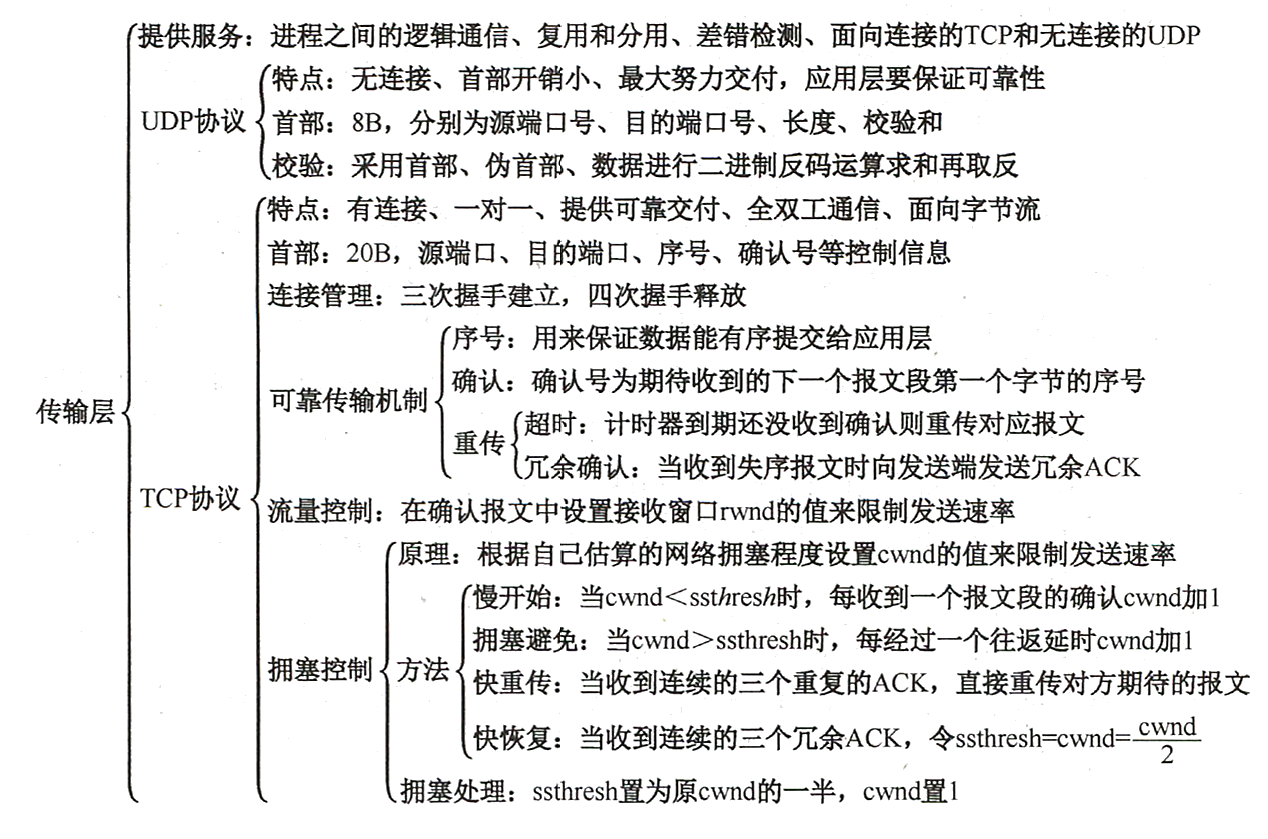 提供服务：进程之间的逻辑通信、复用和分用、差错检测、面向连接的TCP和无连接的UDP
特点：无连接、首部开销小、最大努力交付，应用层要保证可靠性
UDP协议
首部：8B，分别为源端口号、目的端口号、长度、校验和
校验：采用首部、伪首部、数据进行二进制反码运算求和再取反
特点：有连接、一对一、提供可靠交付、全双工通信、面向字节流
首部：20B，源端口、目的端口、序号、确认号等控制信息
连接管理：三次握手建立，四次握手释放
序号：用来保证数据能有序提交给应用层
确认：确认号为期待收到的下一个报文段第一个字节的序号
可靠传输机制
传输层
超时：计时器到期还没收到确认则重传对应报文
重传
冗余确认：当收到失序报文时向发送端发送冗余ACK
TCP协议
流量控制：在确认报文中设置接收窗口rwnd的值来限制发送速率
原理：根据自己估算的网络拥塞程度设置cwnd的值来限制发送速率
慢开始：当cwnd＜ssthresh时，每收到一个报文段的确认cwnd加1
拥塞避免：当cwnd＞ssthresh时，每经过一个往返延时cwnd加1
拥塞控制
方法
快重传：当收到连续的三个重复的ACK，直接重传对方期待的报文
快恢复：当收到连续的三个冗余ACK，令ssthresh=cwnd=cwnd/2
拥塞处理：ssthresh置为原cwnd的一半，cwnd置1